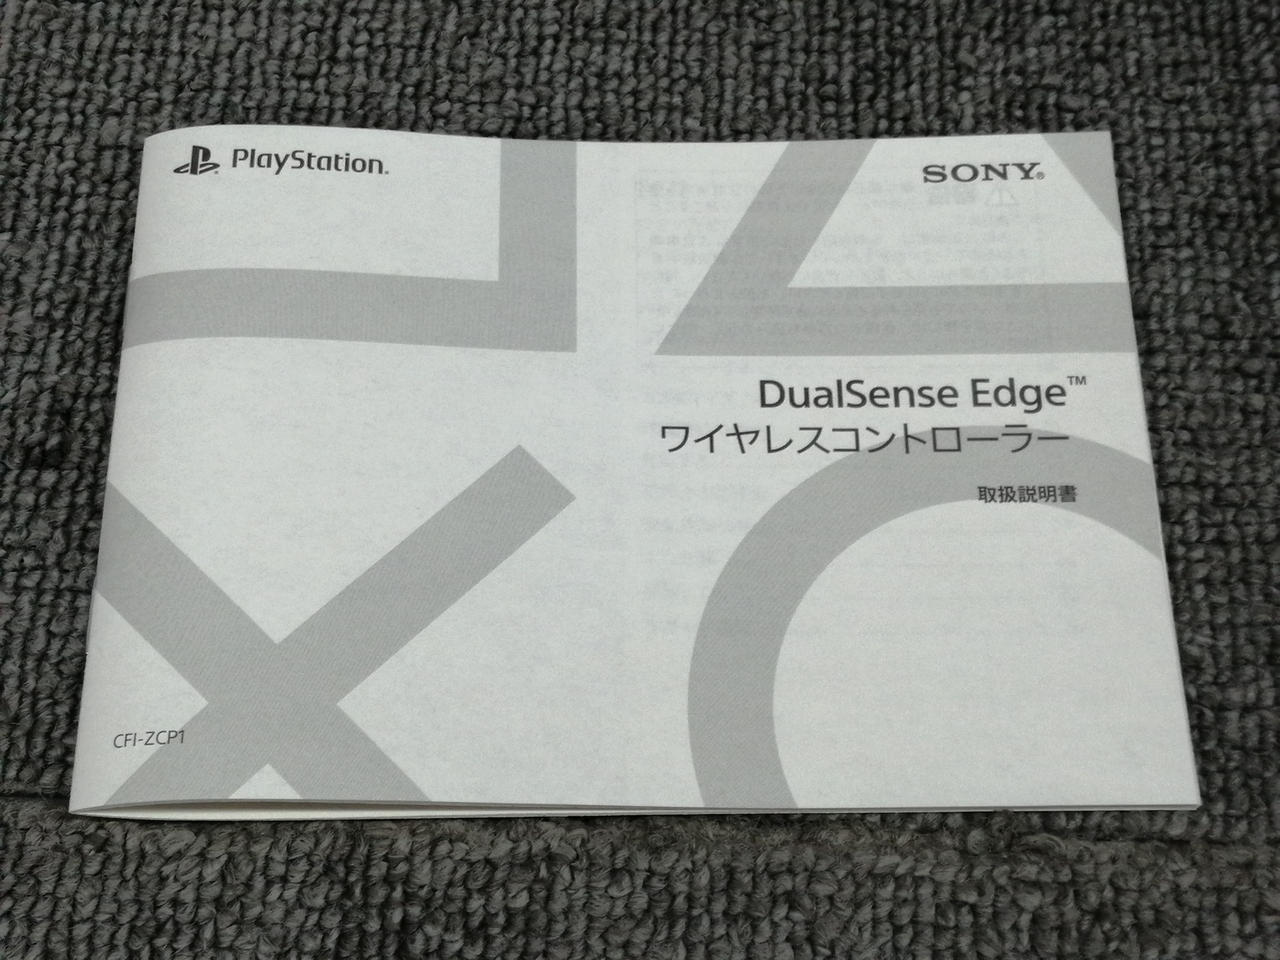 PlayStation®
SONY®
DualSense Edge™
ワイヤレスコントローラー
取扱説明書
CFI-ZCP1